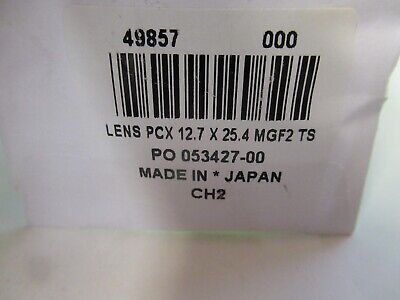 49857 000
LENS PCX 12.7 X 25.4 MGF2 TS
PO 053427-00
MADE IN * JAPAN
CH2